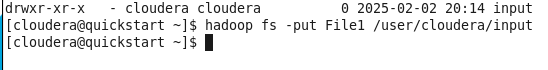 drwxr-xr-x   - cloudera cloudera          0 2025-02-02 20:14 input
[cloudera@quickstart ~]$ hadoop fs -put File1 /user/cloudera/input
[cloudera@quickstart ~]$